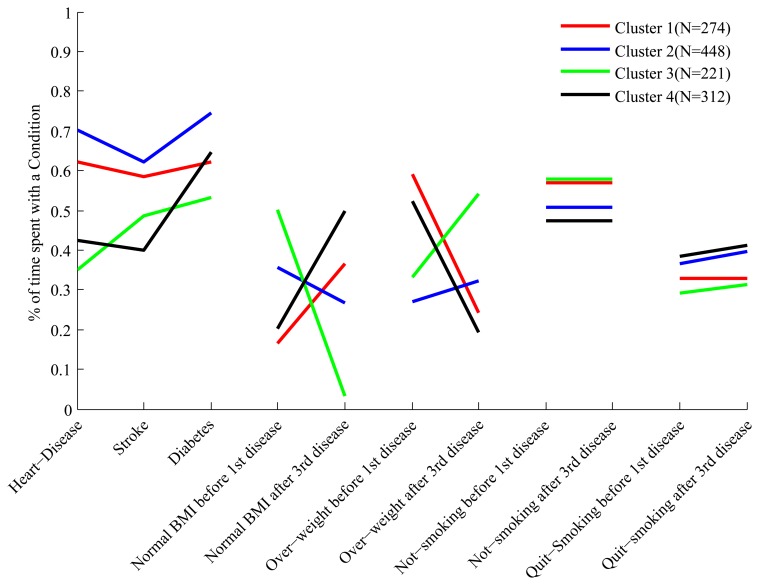 % of time spent with a Condition
1
0.9
0.8
0.7
0.6
0.5
0.4
0.3
0.2
0.1
0
Cluster 1(N=274)
Cluster 2(N=448)
Cluster 3(N=221)
Cluster 4(N=312)
Heart−Disease
Stroke
Diabetes
Normal BMI before 1st disease
Normal BMI after 3rd disease
Over−weight before 1st disease
Over−weight after 3rd disease
Not−smoking before 1st disease
Not−smoking after 3rd disease
Quit−Smoking before 1st disease
Quit−smoking after 3rd disease